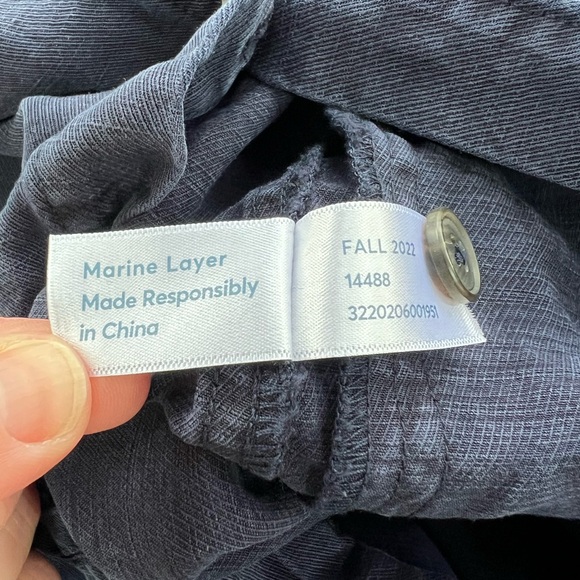 Marine Layer
Made Responsibly
in China
FALL 2022
14488
3220206001951